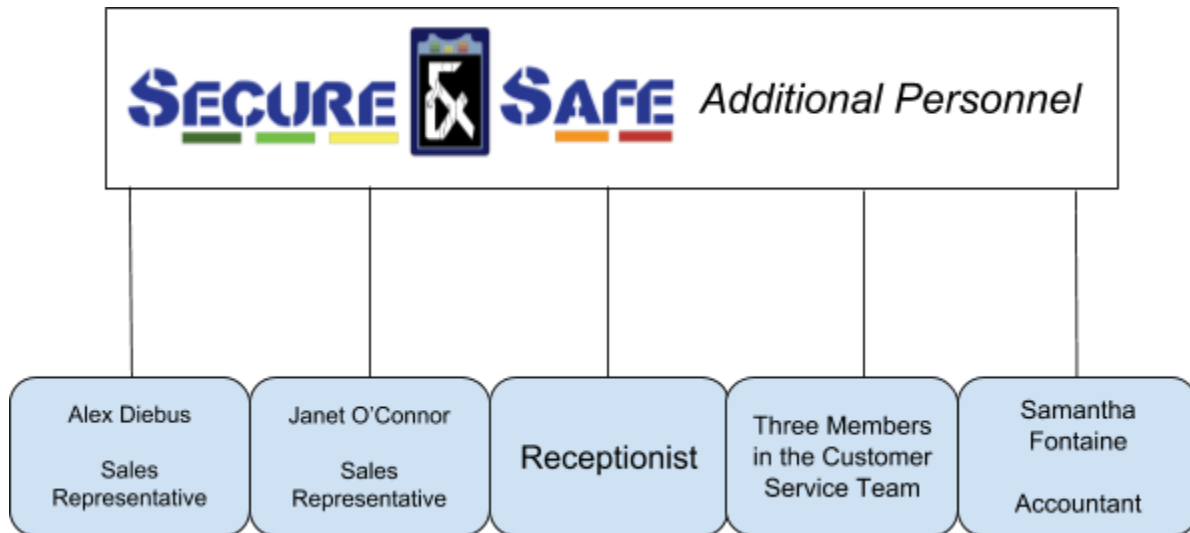 SECURE & SAFE Additional Personnel
Alex Diebus
Sales
Representative
Janet O'Connor
Sales
Representative
Receptionist
Three Members
in the Customer
Service Team
Samantha
Fontaine
Accountant